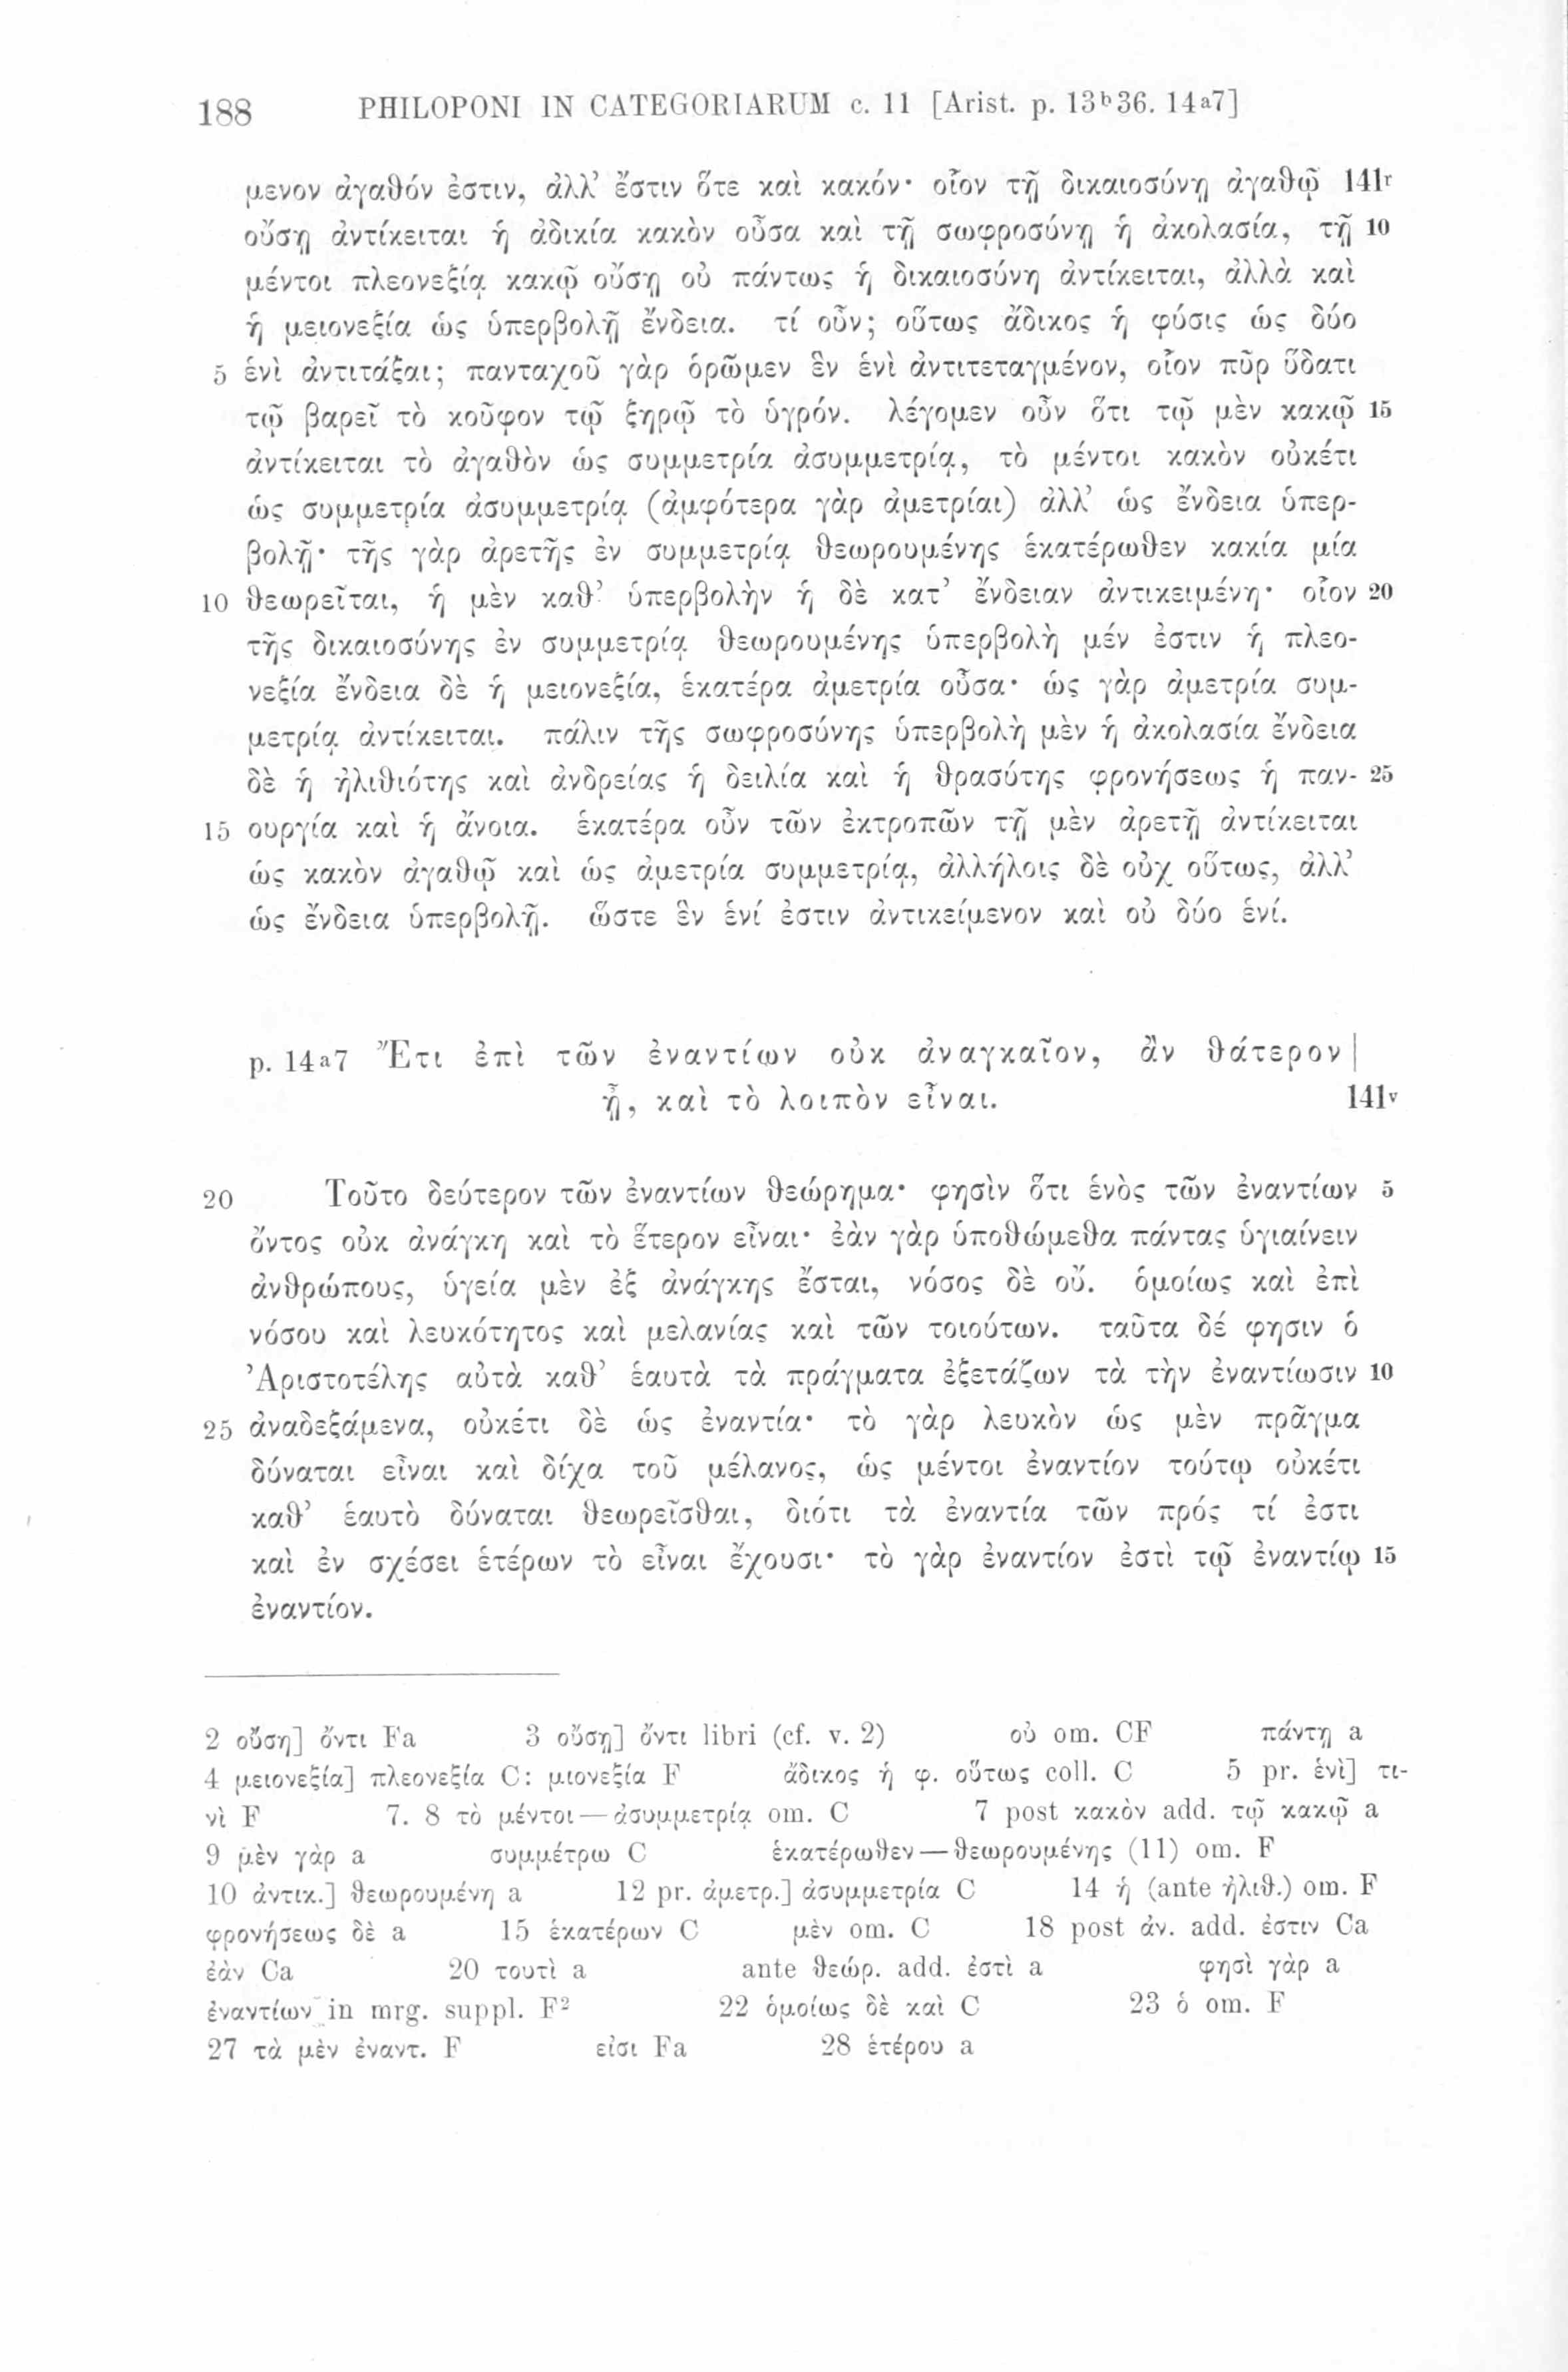 188 PHILOPONI IN CATEGORIARUM c. 11 [Arist. p. 13ᵇ36. 14ᵃ7]
μενον ἀγαθόν ἐστιν, ἀλλ’ ἔστιν ὅτε καὶ κακόν· οἷον τῇ δικαιοσύνῃ ἀγαθῷ 141ʳ
οὔσῃ ἀντίκειται ἡ ἀδικία κακὸν οὖσα καὶ τῇ σωφροσύνῃ ἡ ἀκολασία, τῇ 10
μέντοι πλεονεξίᾳ κακῷ οὔσῃ οὐ πάντως ἡ δικαιοσύνη ἀντίκειται, ἀλλὰ καὶ
ἡ μειονεξία ὡς ὑπερβολῇ ἔνδεια. τί οὖν; οὕτως ἄδικος ἡ φύσις ὡς δύο
5 ἑνὶ ἀντιτάξαι; πανταχοῦ γὰρ ὁρῶμεν ἓν ἑνὶ ἀντιτεταγμένον, οἷον πῦρ ὕδατι
τῷ βαρεῖ τὸ κοῦφον τῷ ξηρῷ τὸ ὑγρόν. λέγομεν οὖν ὅτι τῷ μὲν κακῷ 15
ἀντίκειται τὸ ἀγαθὸν ὡς συμμετρία ἀσυμμετρίᾳ, τὸ μέντοι κακὸν οὐκέτι
ὡς συμμετρία ἀσυμμετρίᾳ (ἀμφότερα γὰρ ἀμετρίαι) ἀλλ’ ὡς ἔνδεια ὑπερ-
βολῇ· τῆς γὰρ ἀρετῆς ἐν συμμετρίᾳ θεωρουμένης ἑκατέρωθεν κακία μία
10 θεωρεῖται, ἡ μὲν καθ’ ὑπερβολὴν ἡ δὲ κατ’ ἔνδειαν ἀντικειμένη· οἷον 20
τῆς δικαιοσύνης ἐν συμμετρίᾳ θεωρουμένης ὑπερβολὴ μέν ἐστιν ἡ πλεο-
νεξία ἔνδεια δὲ ἡ μειονεξία, ἑκατέρα ἀμετρία οὖσα· ὡς γὰρ ἀμετρία συμ-
μετρίᾳ ἀντίκειται. πάλιν τῆς σωφροσύνης ὑπερβολὴ μὲν ἡ ἀκολασία ἔνδεια
δὲ ἡ ἠλιθιότης καὶ ἀνδρείας ἡ δειλία καὶ ἡ θρασύτης φρονήσεως ἡ παν- 25
15 ουργία καὶ ἡ ἄνοια. ἑκατέρα οὖν τῶν ἐκτροπῶν τῇ μὲν ἀρετῇ ἀντίκειται
ὡς κακὸν ἀγαθῷ καὶ ὡς ἀμετρία συμμετρίᾳ, ἀλλήλοις δὲ οὐχ οὕτως, ἀλλ’
ὡς ἔνδεια ὑπερβολῇ. ὥστε ἓν ἑνί ἐστιν ἀντικείμενον καὶ οὐ δύο ἑνί.
p. 14ᵃ7 Ἔτι ἐπὶ τῶν ἐναντίων οὐκ ἀναγκαῖον, ἂν θάτερον|
ᾖ, καὶ τὸ λοιπὸν εἶναι. 141ᵛ
20 Τοῦτο δεύτερον τῶν ἐναντίων θεώρημα· φησὶν ὅτι ἑνὸς τῶν ἐναντίων 5
ὄντος οὐκ ἀνάγκη καὶ τὸ ἕτερον εἶναι· ἐὰν γὰρ ὑποθώμεθα πάντας ὑγιαίνειν
ἀνθρώπους, ὑγεία μὲν ἐξ ἀνάγκης ἔσται, νόσος δὲ οὔ. ὁμοίως καὶ ἐπὶ
νόσου καὶ λευκότητος καὶ μελανίας καὶ τῶν τοιούτων. ταῦτα δέ φησιν ὁ
Ἀριστοτέλης αὐτὰ καθ’ ἑαυτὰ τὰ πράγματα ἐξετάζων τὰ τὴν ἐναντίωσιν 10
25 ἀναδεξάμενα, οὐκέτι δὲ ὡς ἐναντία· τὸ γὰρ λευκὸν ὡς μὲν πρᾶγμα
δύναται εἶναι καὶ δίχα τοῦ μέλανος, ὡς μέντοι ἐναντίον τούτῳ οὐκέτι
καθ’ ἑαυτὸ δύναται θεωρεῖσθαι, διότι τὰ ἐναντία τῶν πρός τί ἐστι
καὶ ἐν σχέσει ἑτέρων τὸ εἶναι ἔχουσι· τὸ γὰρ ἐναντίον ἐστὶ τῷ ἐναντίῳ 15
ἐναντίον.
2 οὔσῃ] ὄντι Fa 3 οὔσῃ] ὄντι libri (cf. v. 2) οὐ om. CF πάντῃ a
4 μειονεξία] πλεονεξία C: μιονεξία F ἄδικος ἡ φ. οὕτως coll. C 5 pr. ἑνὶ] τι-
νὶ F 7. 8 τὸ μέντοι—ἀσυμμετρίᾳ om. C 7 post κακὸν add. τῷ κακῷ a
9 μὲν γὰρ a συμμέτρω C ἑκατέρωθεν—θεωρουμένης (11) om. F
10 ἀντικ.] θεωρουμένη a 12 pr. ἀμετρ.] ἀσυμμετρία C 14 ἡ (ante ἠλιθ.) om. F
φρονήσεως δὲ a 15 ἑκατέρων C μὲν om. C 18 post ἀν. add. ἐστιν Ca
ἐὰν Ca 20 τουτὶ a ante θεώρ. add. ἐστὶ a φησὶ γὰρ a
ἐναντίων in mrg. suppl. F² 22 ὁμοίως δὲ καὶ C 23 ὁ om. F
27 τὰ μὲν ἐναντ. F εἰσι Fa 28 ἑτέρου a